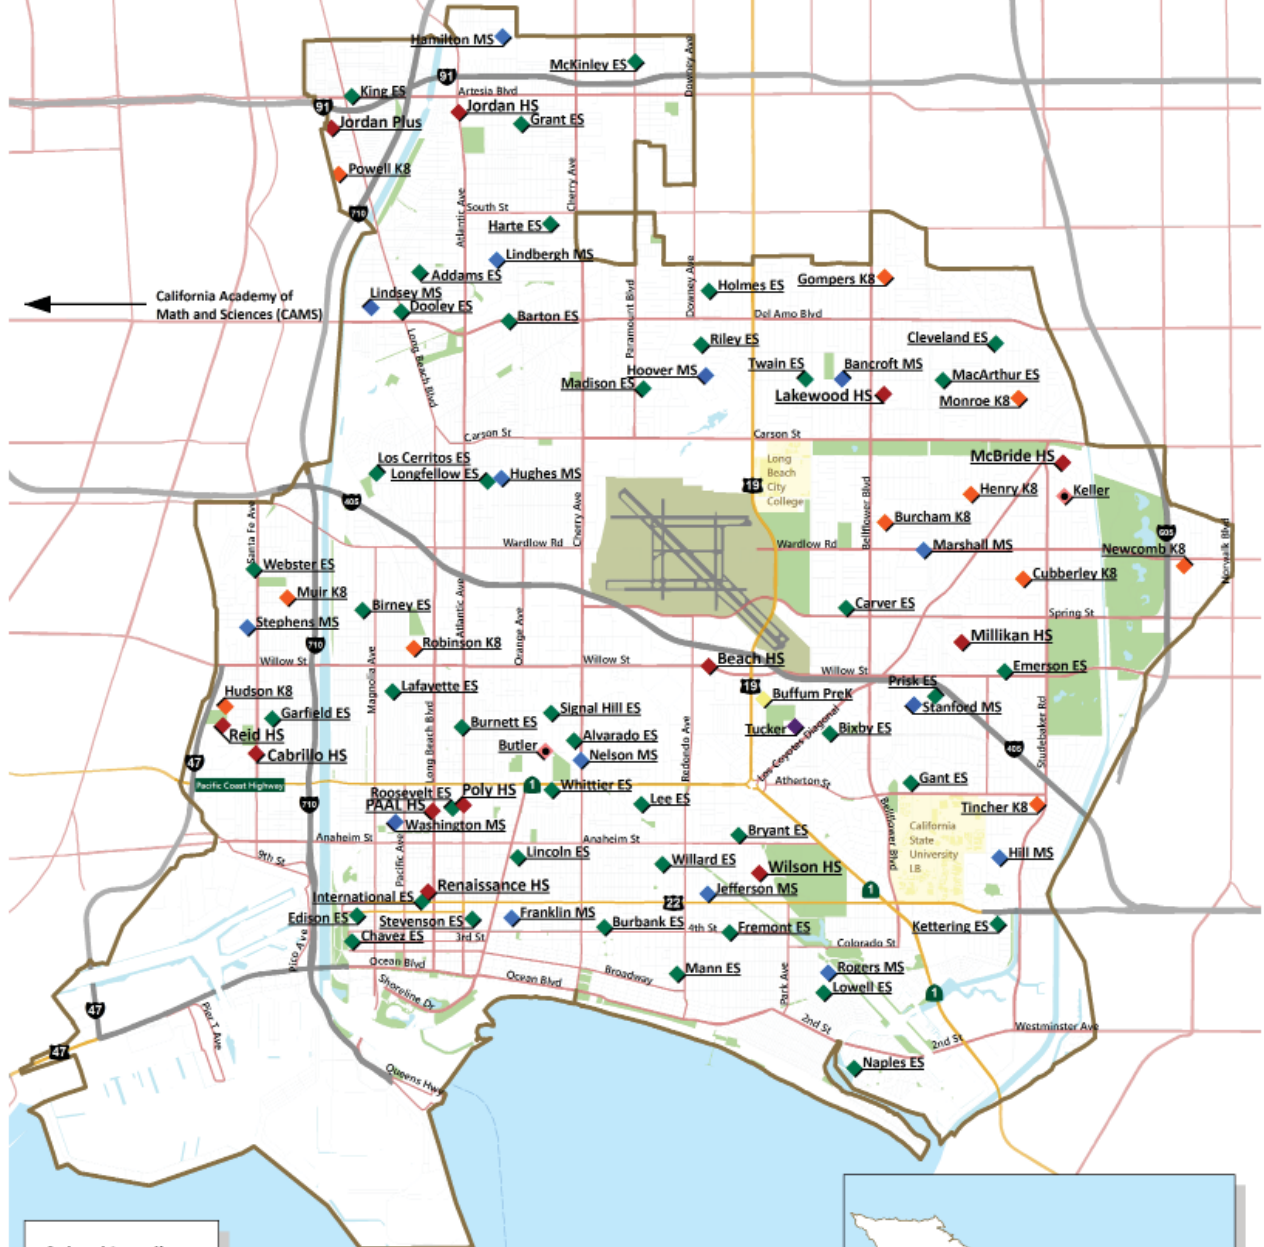 Hamilton MS
McKinley ES
Downey Ave
91
King ES
Artesia Blvd
91
Jordan HS
Jordan Plus
Grant ES
Powell K8
Cherry Ave
Atlantic Ave
South St
710
Harte ES
Lindbergh MS
Addams ES
Gompers K8
Holmes ES
Downey Ave
Paramount Blvd
California Academy of
Math and Sciences (CAMS)
Lindsey MS
Dooley ES
Barton ES
Del Amo Blvd
Riley ES
Cleveland ES
Long Beach Blvd
Hoover MS
Twain ES
Bancroft MS
Madison ES
MacArthur ES
Lakewood HS
Monroe K8
Carson St
Carson St
Los Cerritos ES
Longfellow ES
Hughes MS
Long
Beach
City
College
McBride HS
19
Henry K8
Keller
405
Cherry Ave
Bellflower Blvd
Burcham K8
Santa Fe Ave
Wardlow Rd
Wardlow Rd
Marshall MS
605
Newcomb K8
Norwalk Blvd
Webster ES
Cubberley K8
Muir K8
Birney ES
Atlantic Ave
Orange Ave
Carver ES
Spring St
Stephens MS
710
Robinson K8
Millikan HS
Willow St
Magnolia Ave
Willow St
Beach HS
Willow St
Emerson ES
Hudson K8
Lafayette ES
19
Buffum PreK
Prisk ES
Stanford MS
Garfield ES
Signal Hill ES
Reid HS
Burnett ES
Long Beach Blvd
Redondo Ave
Tucker
Los Coyotes Diagonal
Bixby ES
Studebaker Rd
Alvarado ES
Butler
Nelson MS
Cabrillo HS
405
47
Pacific Coast Highway
1
Whittier ES
Atherton St
Gant ES
Roosevelt ES
Poly HS
PAAL HS
710
Lee ES
Tincher K8
Washington MS
Bellflower Blvd
California
State
University
LB
Anaheim St
Pacific Ave
Anaheim St
Bryant ES
9th St
Lincoln ES
Willard ES
Wilson HS
Hill MS
Renaissance HS
Jefferson MS
1
International ES
22
Edison ES
Stevenson ES
Franklin MS
Burbank ES
4th St
Fremont ES
Kettering ES
Chavez ES
3rd St
Colorado St
Pico Ave
Ocean Blvd
Ocean Blvd
Broadway
Mann ES
Park Ave
Rogers MS
Lowell ES
1
Shoreline Dr
47
Pier T Ave
2nd St
2nd St
Westminster Ave
47
Queens Hwy
Naples ES